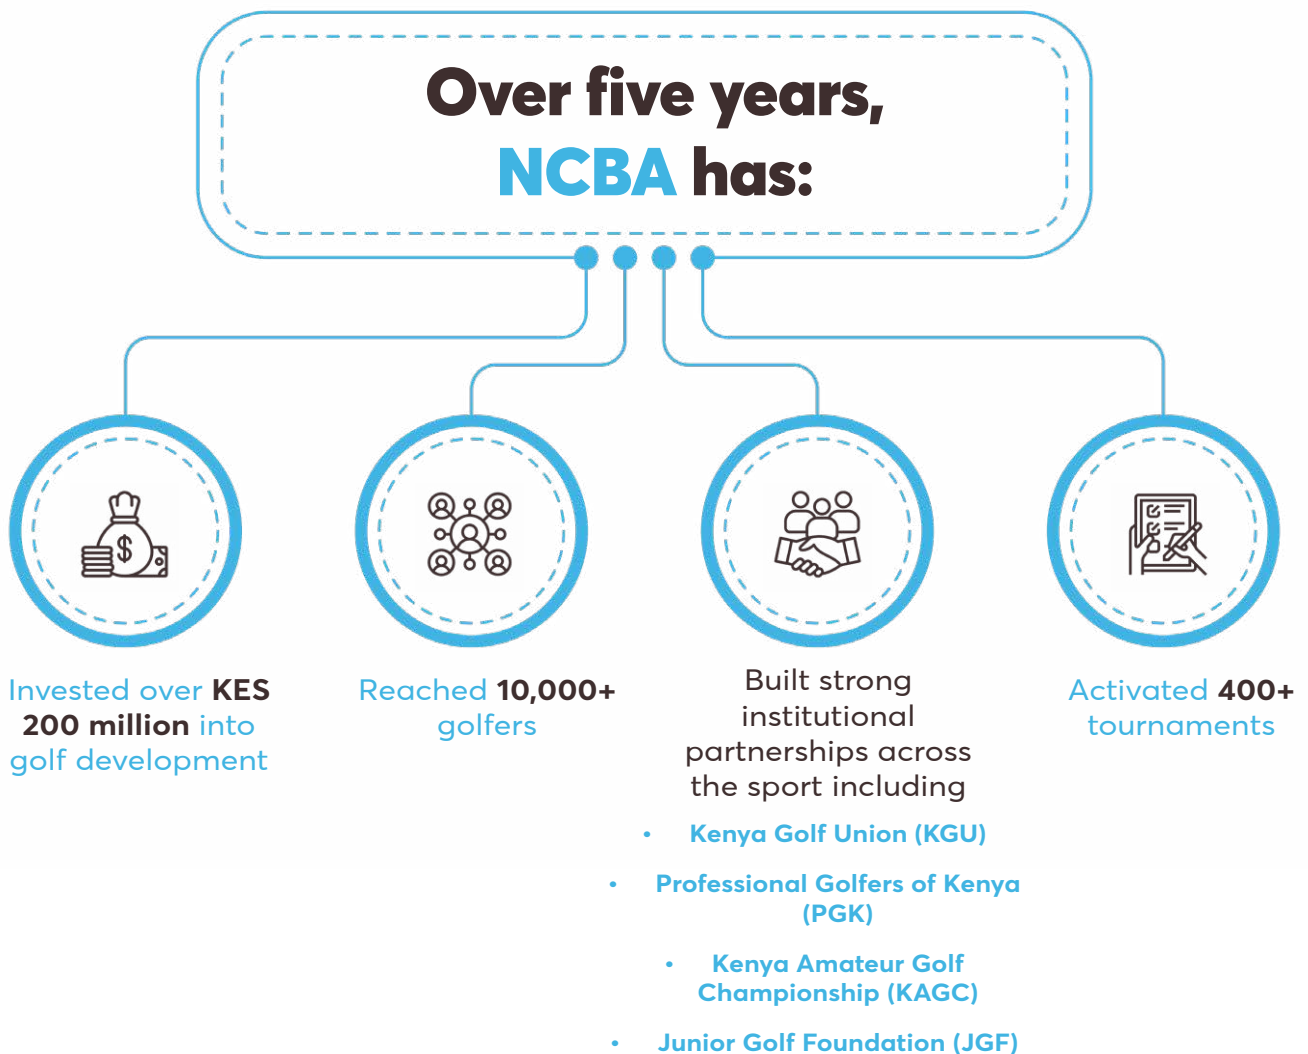 Over five years,
NCBA has:
Invested over KES
200 million into
golf development
Reached 10,000+
golfers
Built strong
institutional
partnerships across
the sport including
• Kenya Golf Union (KGU)
• Professional Golfers of Kenya
(PGK)
• Kenya Amateur Golf
Championship (KAGC)
• Junior Golf Foundation (JGF)
Activated 400+
tournaments